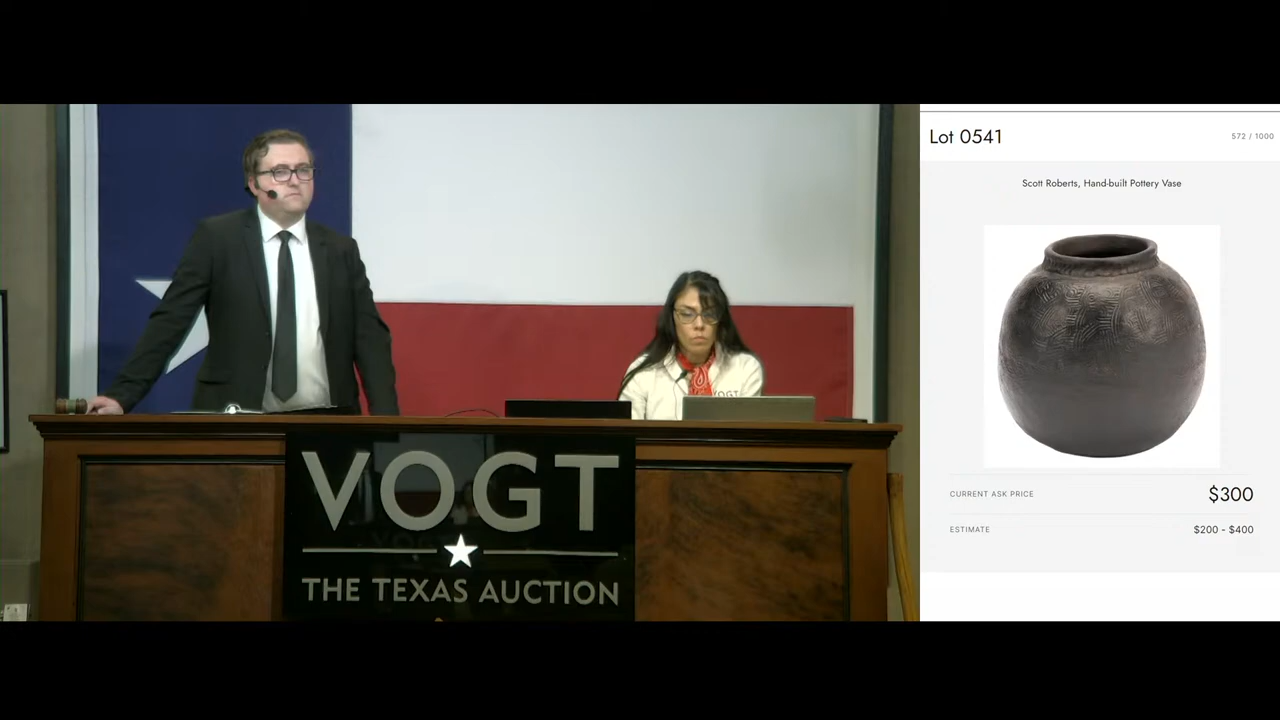 Lot 0541
572 / 1000
Scott Roberts, Hand-built Pottery Vase
CURRENT ASK PRICE
$300
ESTIMATE
$200 - $400
VOGT
VOGT
THE TEXAS AUCTION